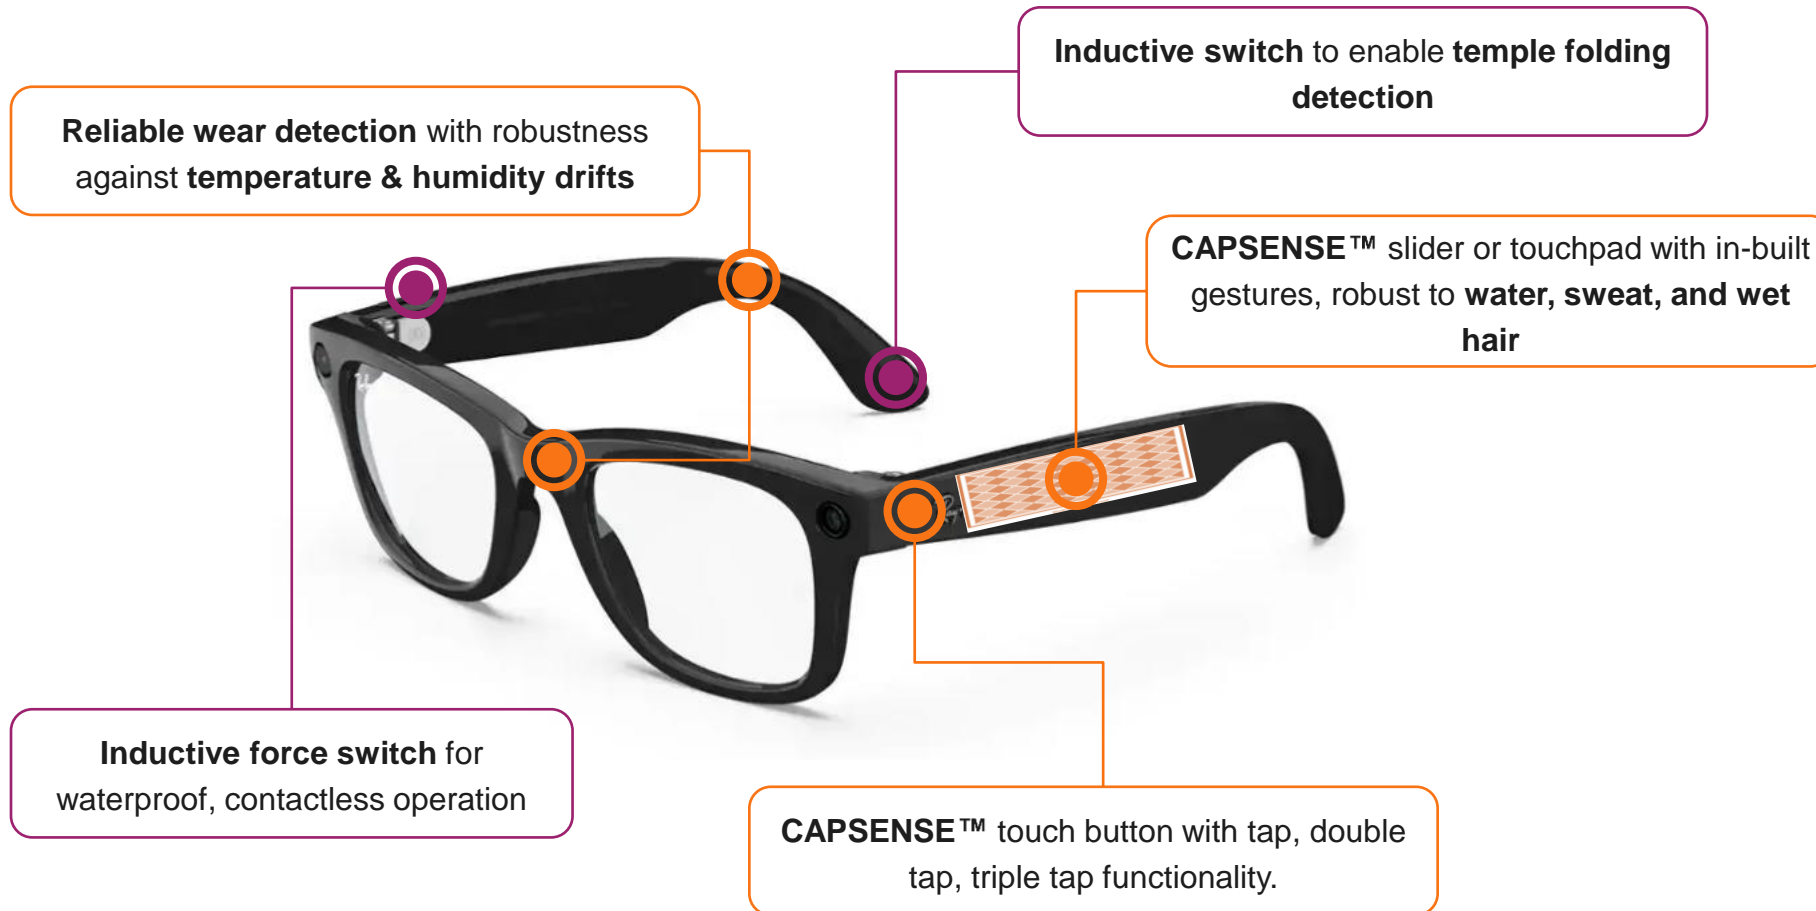 Inductive switch to enable temple folding
detection
Reliable wear detection with robustness
against temperature & humidity drifts
CAPSENSE™ slider or touchpad with in-built
gestures, robust to water, sweat, and wet
hair
Inductive force switch for
waterproof, contactless operation
CAPSENSE™ touch button with tap, double
tap, triple tap functionality.